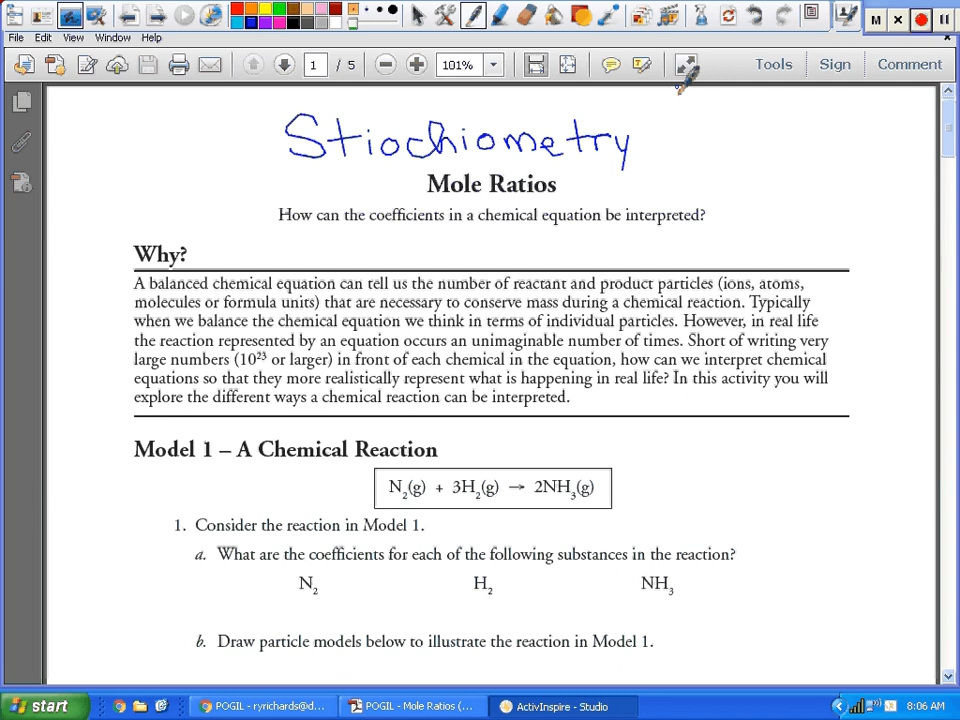 M
File Edit View Window Help
1 / 5 101% Tools Sign Comment
Stiochiometry
Mole Ratios
How can the coefficients in a chemical equation be interpreted?
Why?
A balanced chemical equation can tell us the number of reactant and product particles (ions, atoms,
molecules or formula units) that are necessary to conserve mass during a chemical reaction. Typically
when we balance the chemical equation we think in terms of individual particles. However, in real life
the reaction represented by an equation occurs an unimaginable number of times. Short of writing very
large numbers (10²³ or larger) in front of each chemical in the equation, how can we interpret chemical
equations so that they more realistically represent what is happening in real life? In this activity you will
explore the different ways a chemical reaction can be interpreted.
Model 1 – A Chemical Reaction
N₂(g) + 3H₂(g) → 2NH₃(g)
1. Consider the reaction in Model 1.
a. What are the coefficients for each of the following substances in the reaction?
N₂ H₂ NH₃
b. Draw particle models below to illustrate the reaction in Model 1.
start POGIL - ryrichards@d... POGIL - Mole Ratios (... ActivInspire - Studio 8:06 AM